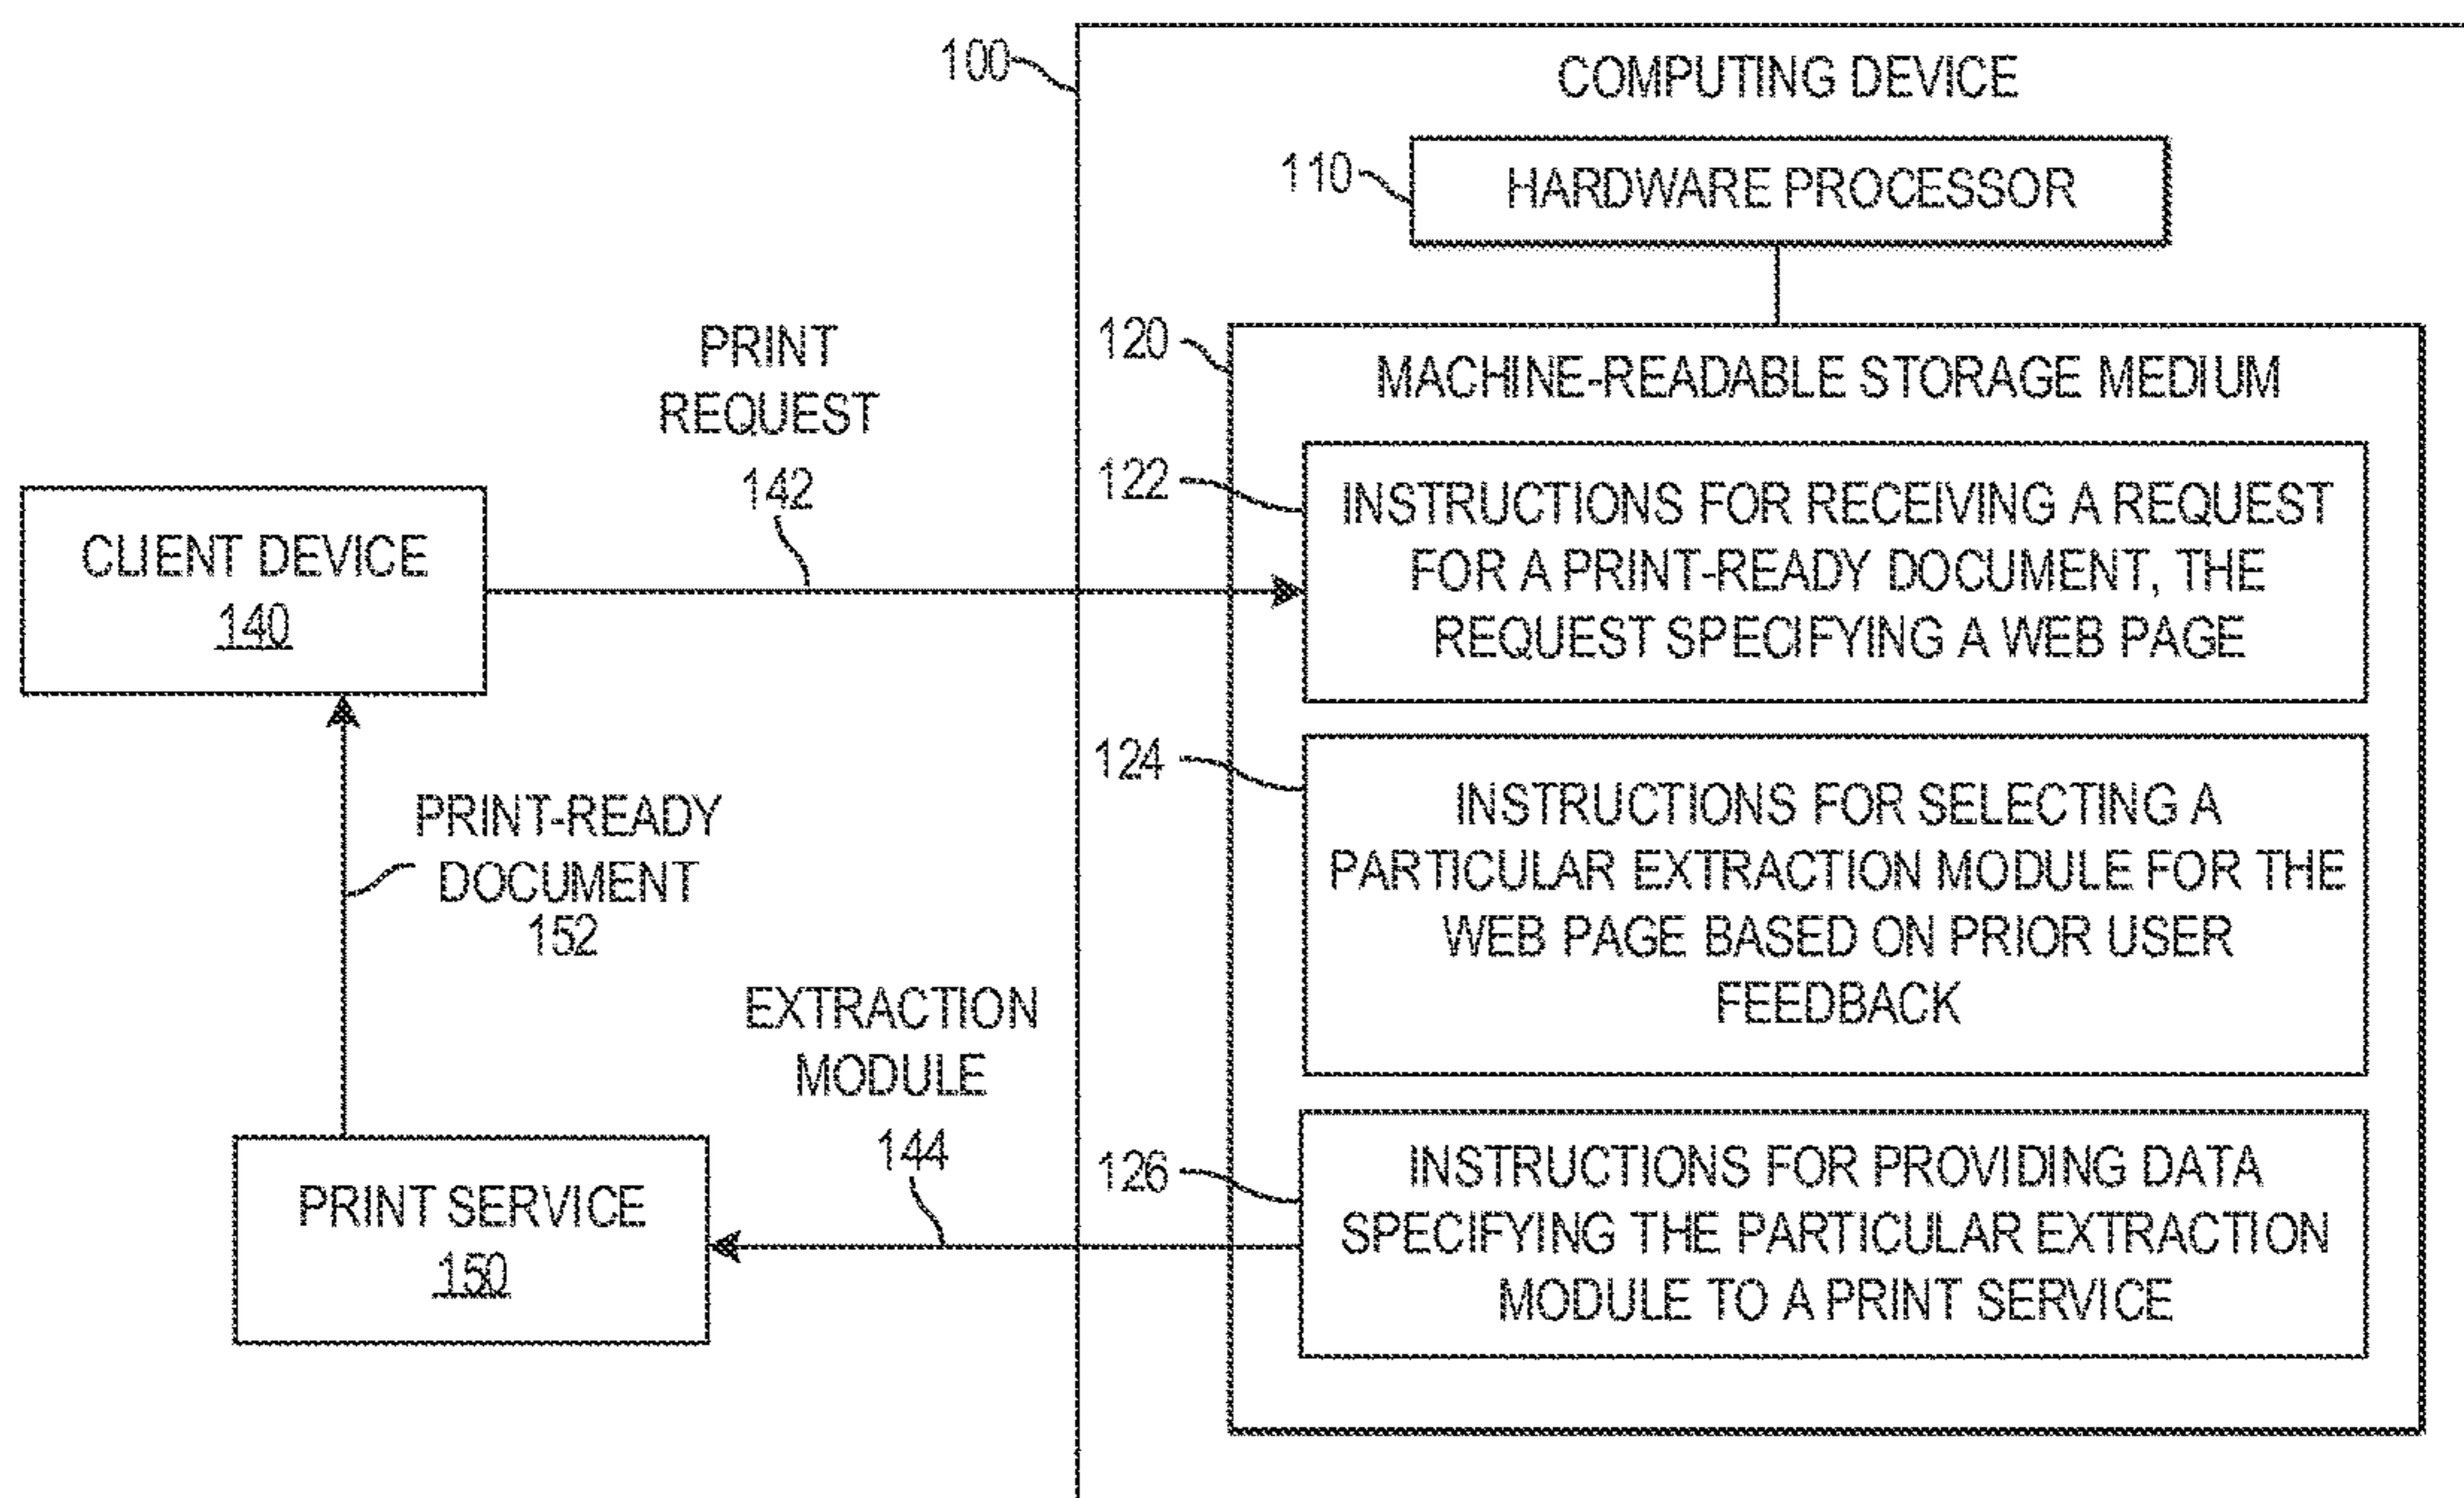 100
COMPUTING DEVICE
110
HARDWARE PROCESSOR
120
MACHINE-READABLE STORAGE MEDIUM
PRINT
REQUEST
142
122
INSTRUCTIONS FOR RECEIVING A REQUEST
FOR A PRINT-READY DOCUMENT, THE
REQUEST SPECIFYING A WEB PAGE
CLIENT DEVICE
140
124
INSTRUCTIONS FOR SELECTING A
PARTICULAR EXTRACTION MODULE FOR THE
WEB PAGE BASED ON PRIOR USER
FEEDBACK
PRINT-READY
DOCUMENT
152
EXTRACTION
MODULE
144
126
INSTRUCTIONS FOR PROVIDING DATA
SPECIFYING THE PARTICULAR EXTRACTION
MODULE TO A PRINT SERVICE
PRINT SERVICE
150